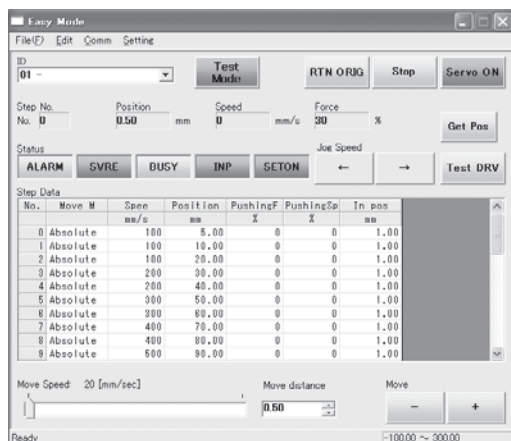 Easy Mode
File(F) Edit Comm Setting
ID
01 -
Test Mode
RTN ORIG
Stop
Servo ON
Step No. Position Speed Force
No. 0 0.50 mm 0 mm/s 30 %
Get Pos
Status
Jog Speed
ALARM SVRE BUSY INP SETON ← → Test DRV
Step Data
No. Move M Spee Position PushingF PushingSp In pos
mm/s mm % % mm
0 Absolute 100 5.00 0 0 1.00
1 Absolute 100 10.00 0 0 1.00
2 Absolute 100 20.00 0 0 1.00
3 Absolute 200 30.00 0 0 1.00
4 Absolute 200 40.00 0 0 1.00
5 Absolute 300 50.00 0 0 1.00
6 Absolute 300 60.00 0 0 1.00
7 Absolute 400 70.00 0 0 1.00
8 Absolute 400 80.00 0 0 1.00
9 Absolute 500 90.00 0 0 1.00
Move Speed: 20 [mm/sec] Move distance Move
0.50 - +
Ready -100.00 ~ 300.00